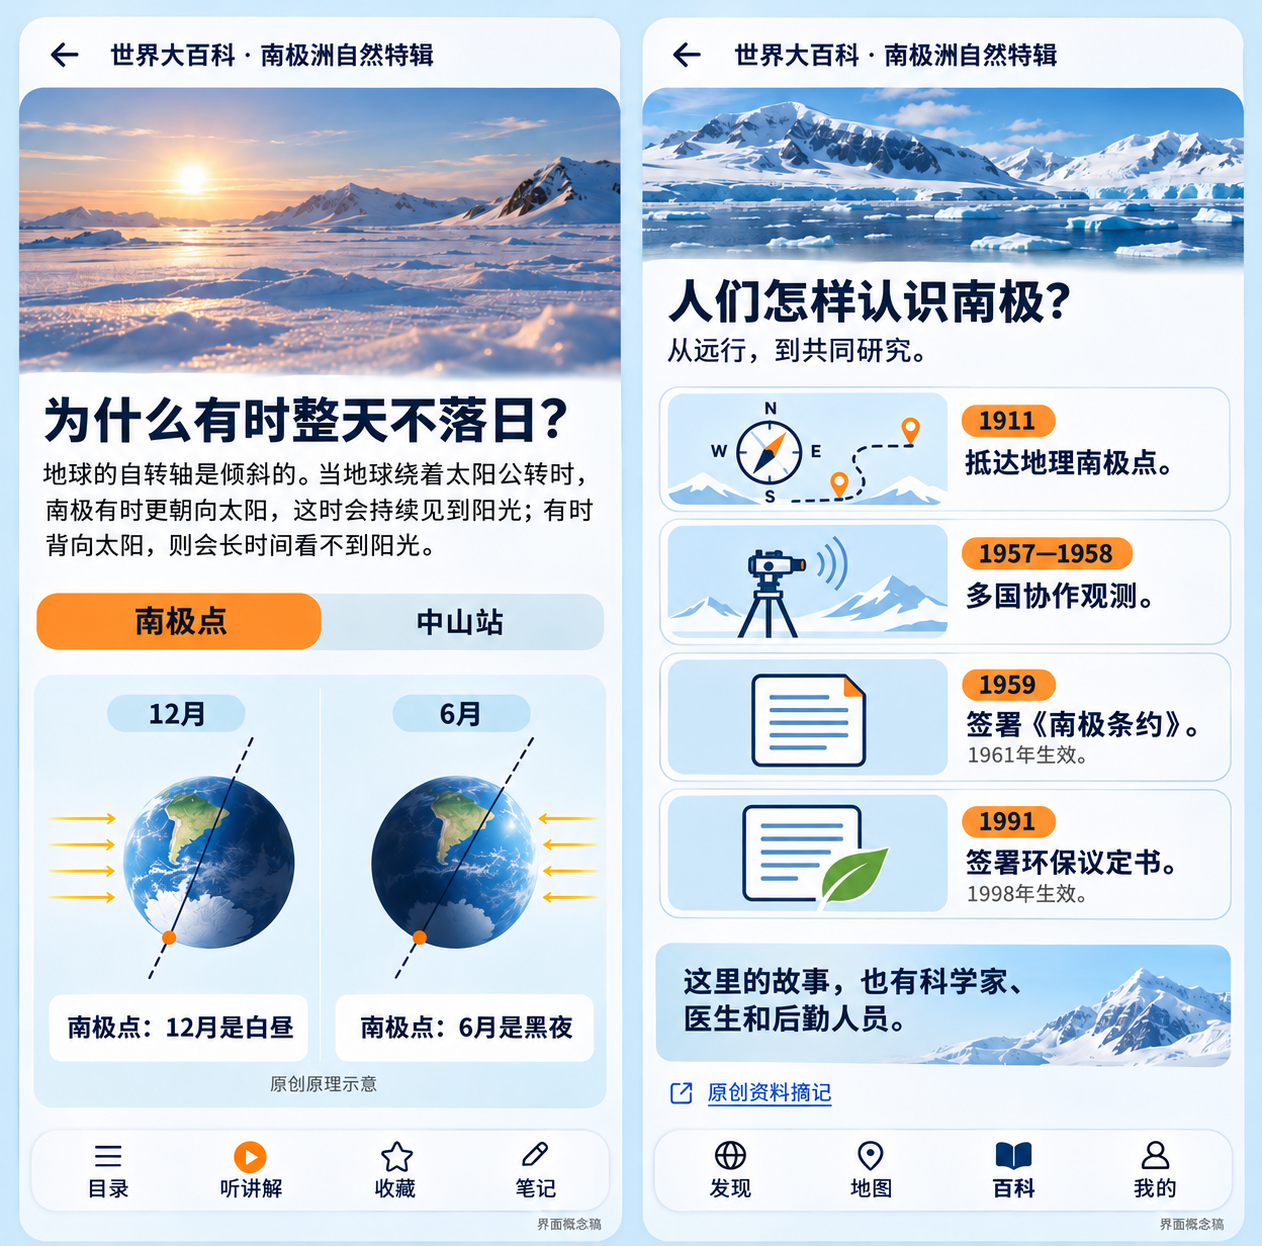 世界大百科 · 南极洲自然特辑
为什么有时整天不落日？
地球的自转轴是倾斜的。当地球绕着太阳公转时，
南极有时更朝向太阳，这时会持续见到阳光；有时
背向太阳，则会长时间看不到阳光。
南极点
中山站
12月
6月
南极点：12月是白昼
南极点：6月是黑夜
原创原理示意
目录
听讲解
收藏
笔记
界面概念稿
世界大百科 · 南极洲自然特辑
人们怎样认识南极？
从远行，到共同研究。
N
W
E
S
1911
抵达地理南极点。
1957—1958
多国协作观测。
1959
签署《南极条约》。
1961年生效。
1991
签署环保议定书。
1998年生效。
这里的故事，也有科学家、
医生和后勤人员。
原创资料摘记
发现
地图
百科
我的
界面概念稿